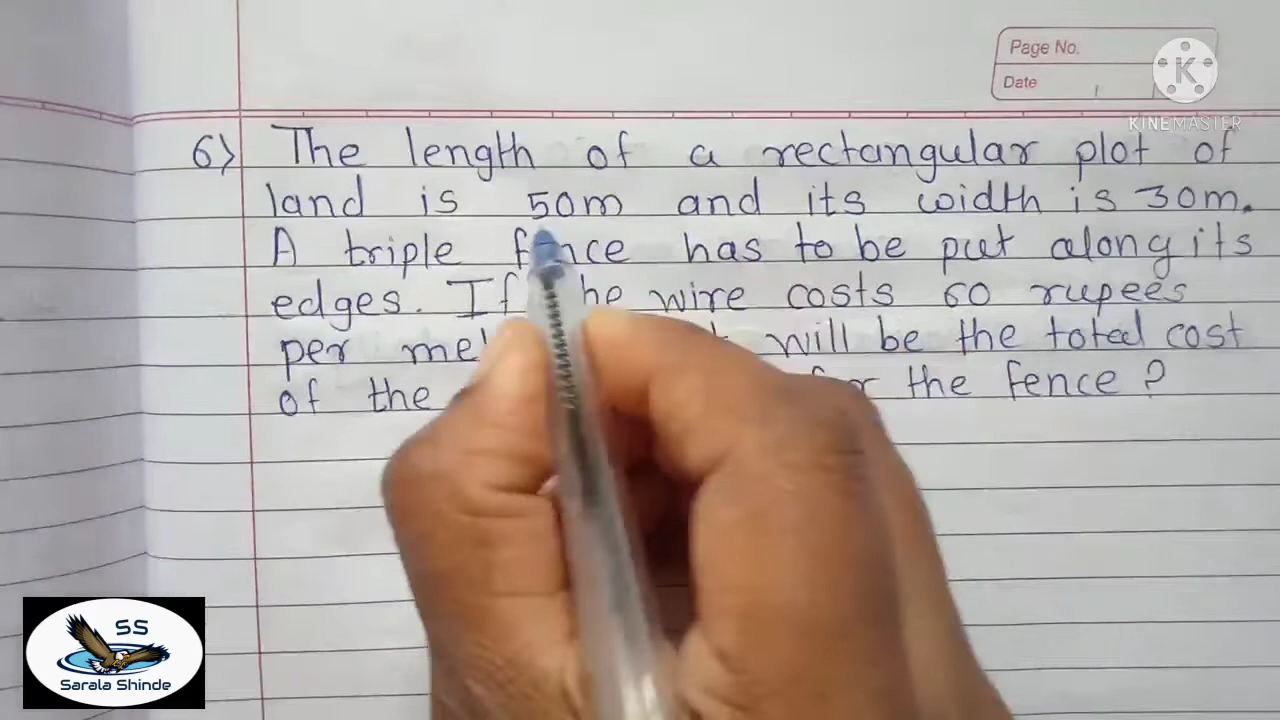 Page No.
Date
K
KINEMASTER
6) The length of a rectangular plot of
land is 50m and its width is 30m.
A triple fence has to be put along its
edges. If he wire costs 60 rupees
per will be the total cost
of the the fence ?
SS
Sarala Shinde